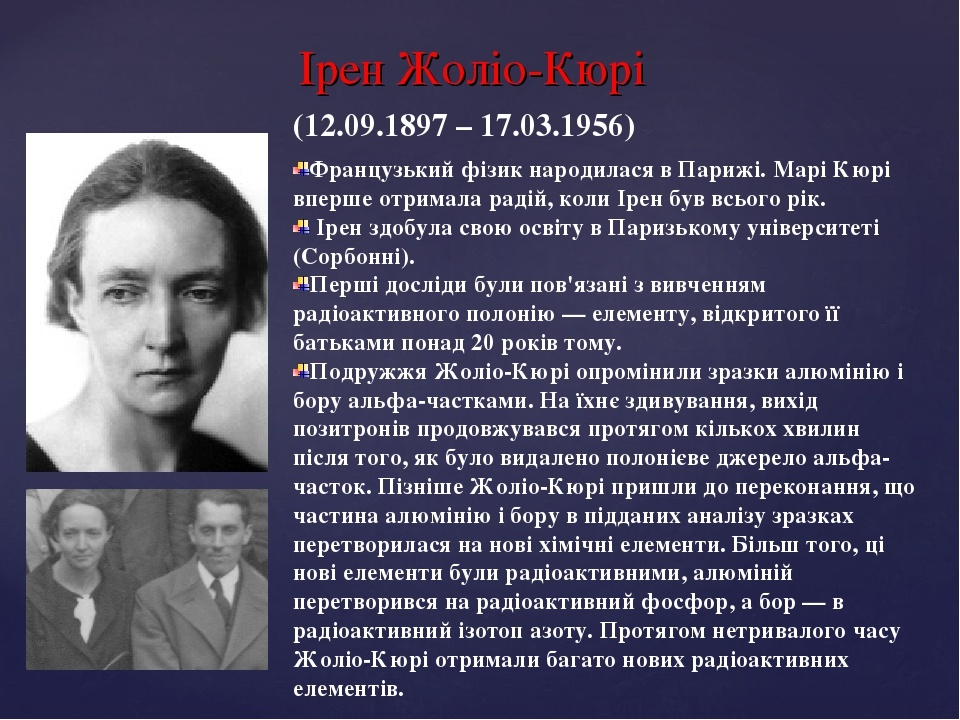 Ірен Жоліо-Кюрі
(12.09.1897 – 17.03.1956)
Французький фізик народилася в Парижі. Марі Кюрі
вперше отримала радій, коли Ірен був всього рік.
Ірен здобула свою освіту в Паризькому університеті
(Сорбонні).
Перші досліди були пов'язані з вивченням
радіоактивного полонію — елементу, відкритого її
батьками понад 20 років тому.
Подружжя Жоліо-Кюрі опромінили зразки алюмінію і
бору альфа-частками. На їхнє здивування, вихід
позитронів продовжувався протягом кількох хвилин
після того, як було видалено полонієве джерело альфа-
часток. Пізніше Жоліо-Кюрі пришли до переконання, що
частина алюмінію і бору в підданих аналізу зразках
перетворилася на нові хімічні елементи. Більш того, ці
нові елементи були радіоактивними, алюміній
перетворився на радіоактивний фосфор, а бор — в
радіоактивний ізотоп азоту. Протягом нетривалого часу
Жоліо-Кюрі отримали багато нових радіоактивних
елементів.